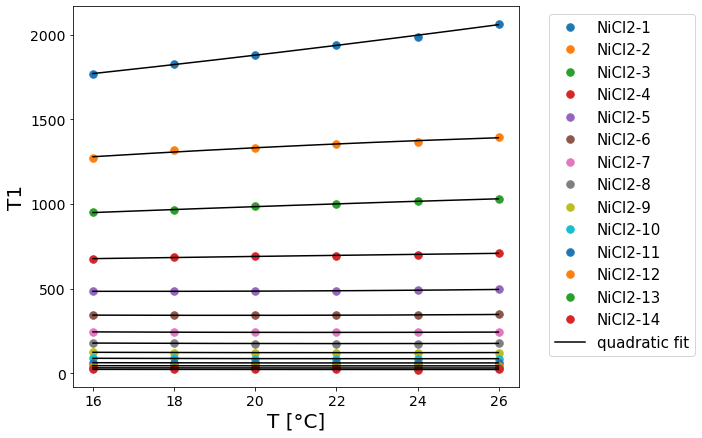 2000
1500
1000
500
0
T1
16
18
20
22
24
26
T [°C]
NiCl2-1
NiCl2-2
NiCl2-3
NiCl2-4
NiCl2-5
NiCl2-6
NiCl2-7
NiCl2-8
NiCl2-9
NiCl2-10
NiCl2-11
NiCl2-12
NiCl2-13
NiCl2-14
quadratic fit